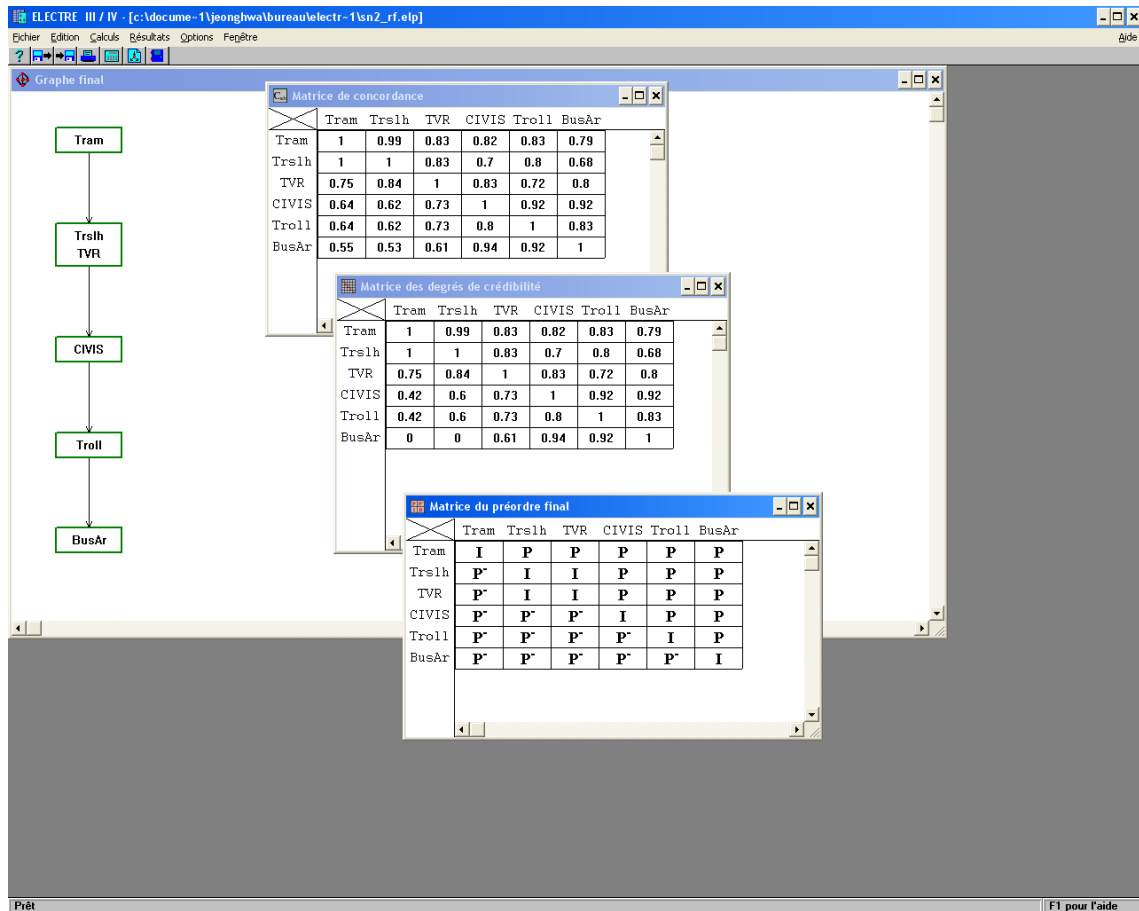 ELECTRE III / IV - [c:\docume~1\jeonghwa\bureau\electr~1\sn2_rf.elp]
Fichier Edition Calculs Résultats Options Fenêtre Aide
Graphe final
Tram
Trslh
TVR
CIVIS
Troll
BusAr
Matrice de concordance
Tram Trslh TVR CIVIS Troll BusAr
Tram 1 0.99 0.83 0.82 0.83 0.79
Trslh 1 1 0.83 0.7 0.8 0.68
TVR 0.75 0.84 1 0.83 0.72 0.8
CIVIS 0.64 0.62 0.73 1 0.92 0.92
Troll 0.64 0.62 0.73 0.8 1 0.83
BusAr 0.55 0.53 0.61 0.94 0.92 1
Matrice des degrés de crédibilité
Tram Trslh TVR CIVIS Troll BusAr
Tram 1 0.99 0.83 0.82 0.83 0.79
Trslh 1 1 0.83 0.7 0.8 0.68
TVR 0.75 0.84 1 0.83 0.72 0.8
CIVIS 0.42 0.6 0.73 1 0.92 0.92
Troll 0.42 0.6 0.73 0.8 1 0.83
BusAr 0 0 0.61 0.94 0.92 1
Matrice du préordre final
Tram Trslh TVR CIVIS Troll BusAr
Tram I P P P P P
Trslh P⁻ I I P P P
TVR P⁻ I I P P P
CIVIS P⁻ P⁻ P⁻ I P P
Troll P⁻ P⁻ P⁻ P⁻ I P
BusAr P⁻ P⁻ P⁻ P⁻ P⁻ I
Prêt F1 pour l'aide